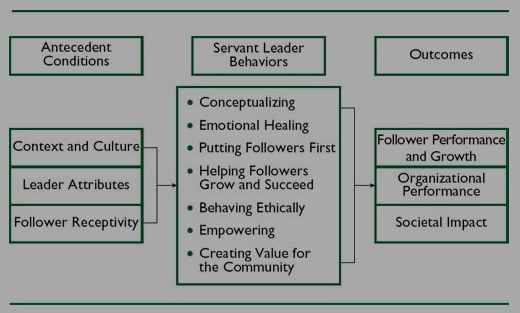 Antecedent
Conditions
Servant Leader
Behaviors
Outcomes
Context and Culture
Leader Attributes
Follower Receptivity
• Conceptualizing
• Emotional Healing
• Putting Followers First
• Helping Followers
Grow and Succeed
• Behaving Ethically
• Empowering
• Creating Value for
the Community
Follower Performance
and Growth
Organizational
Performance
Societal Impact